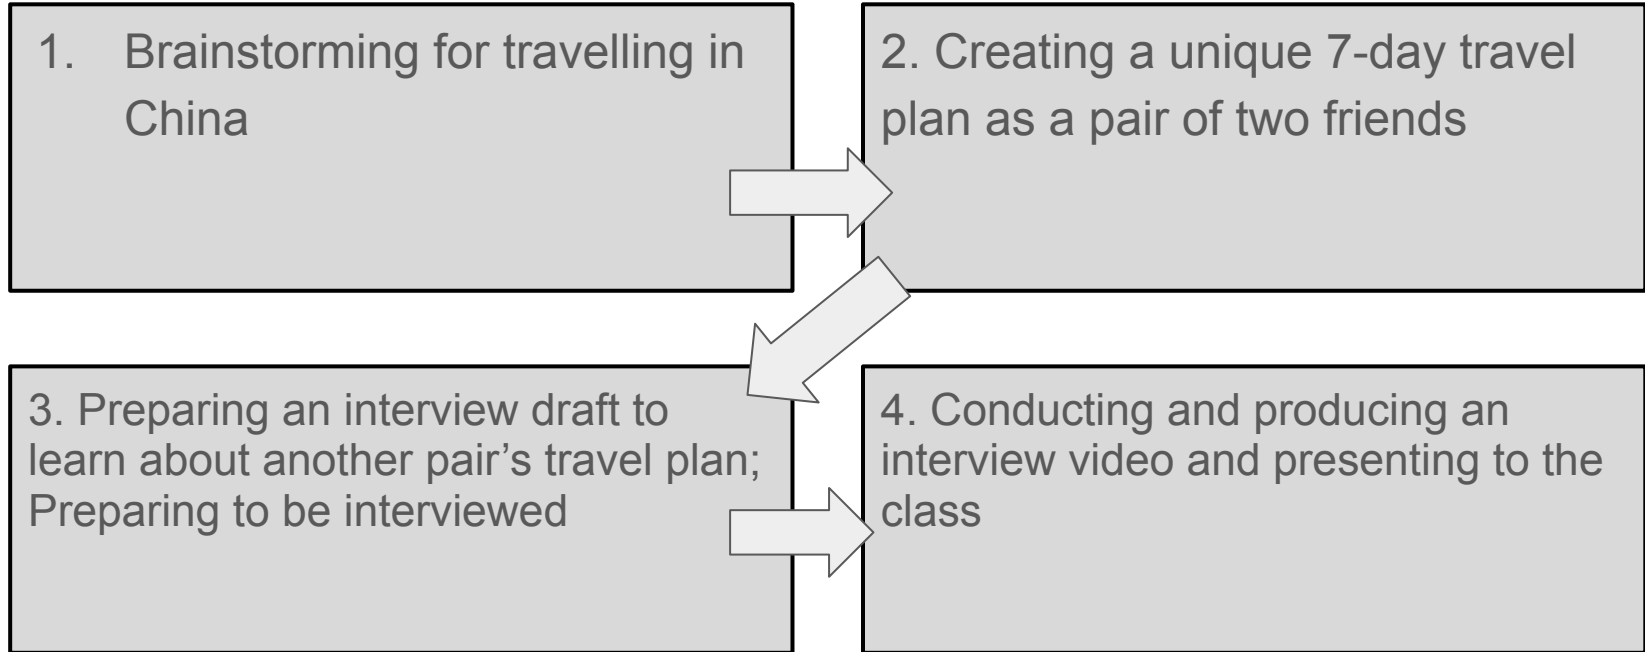 1. Brainstorming for travelling in
China
2. Creating a unique 7-day travel
plan as a pair of two friends
3. Preparing an interview draft to
learn about another pair’s travel plan;
Preparing to be interviewed
4. Conducting and producing an
interview video and presenting to the
class